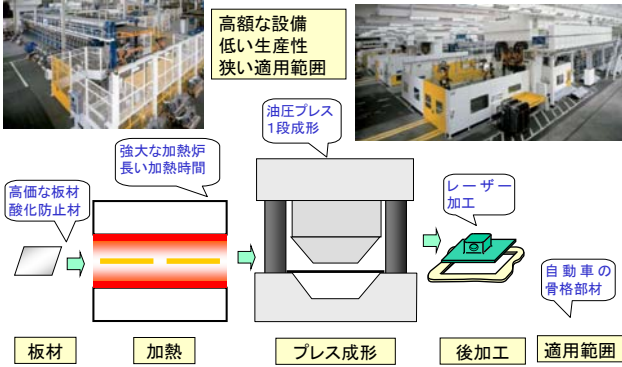 高額な設備
低い生産性
狭い適用範囲
油圧プレス
1段成形
強大な加熱炉
長い加熱時間
高価な板材
酸化防止材
レーザー
加工
自動車の
骨格部材
板材
加熱
プレス成形
後加工
適用範囲